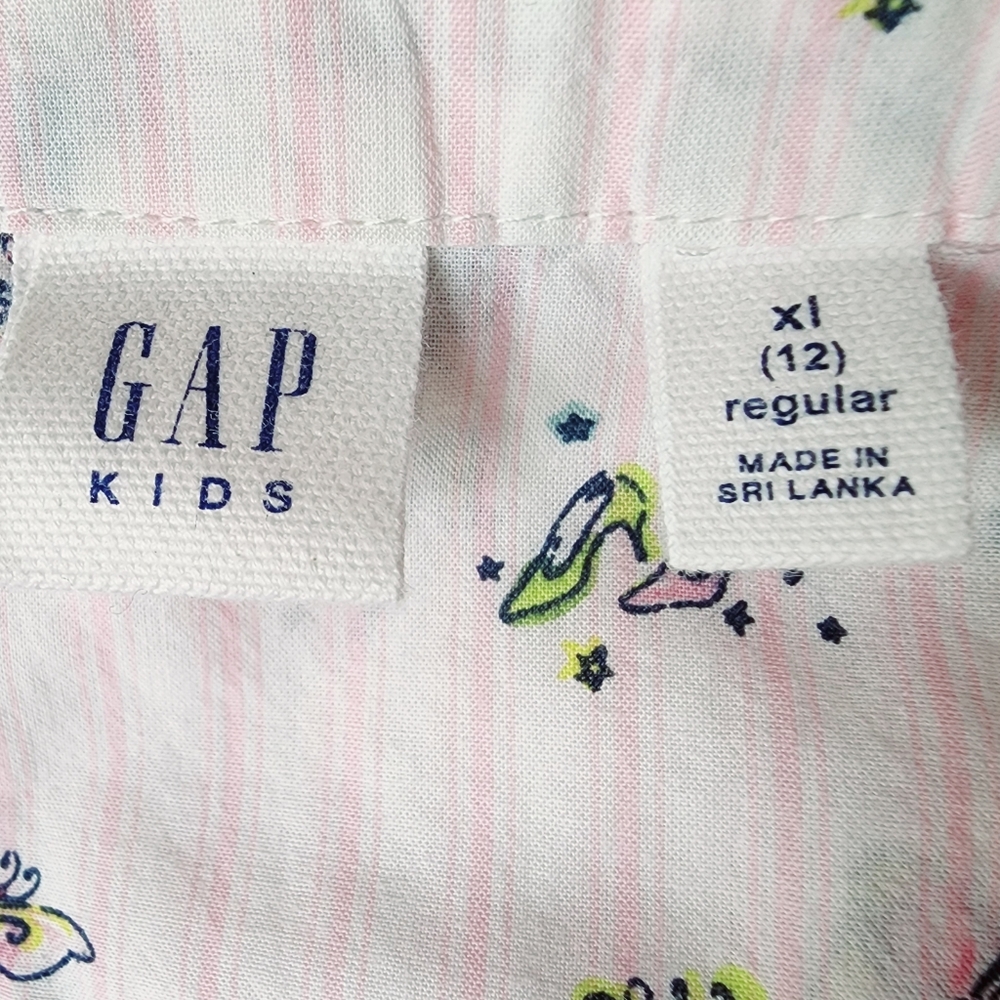 GAP
KIDS
xl
(12)
regular
MADE IN
SRI LANKA